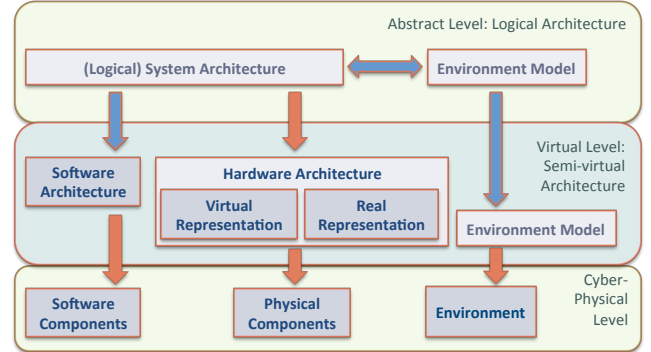 Abstract Level: Logical Architecture
(Logical) System Architecture
Environment Model
Virtual Level:
Semi-virtual
Architecture
Software
Architecture
Hardware Architecture
Virtual
Representation
Real
Representation
Environment Model
Cyber-
Physical
Level
Software
Components
Physical
Components
Environment